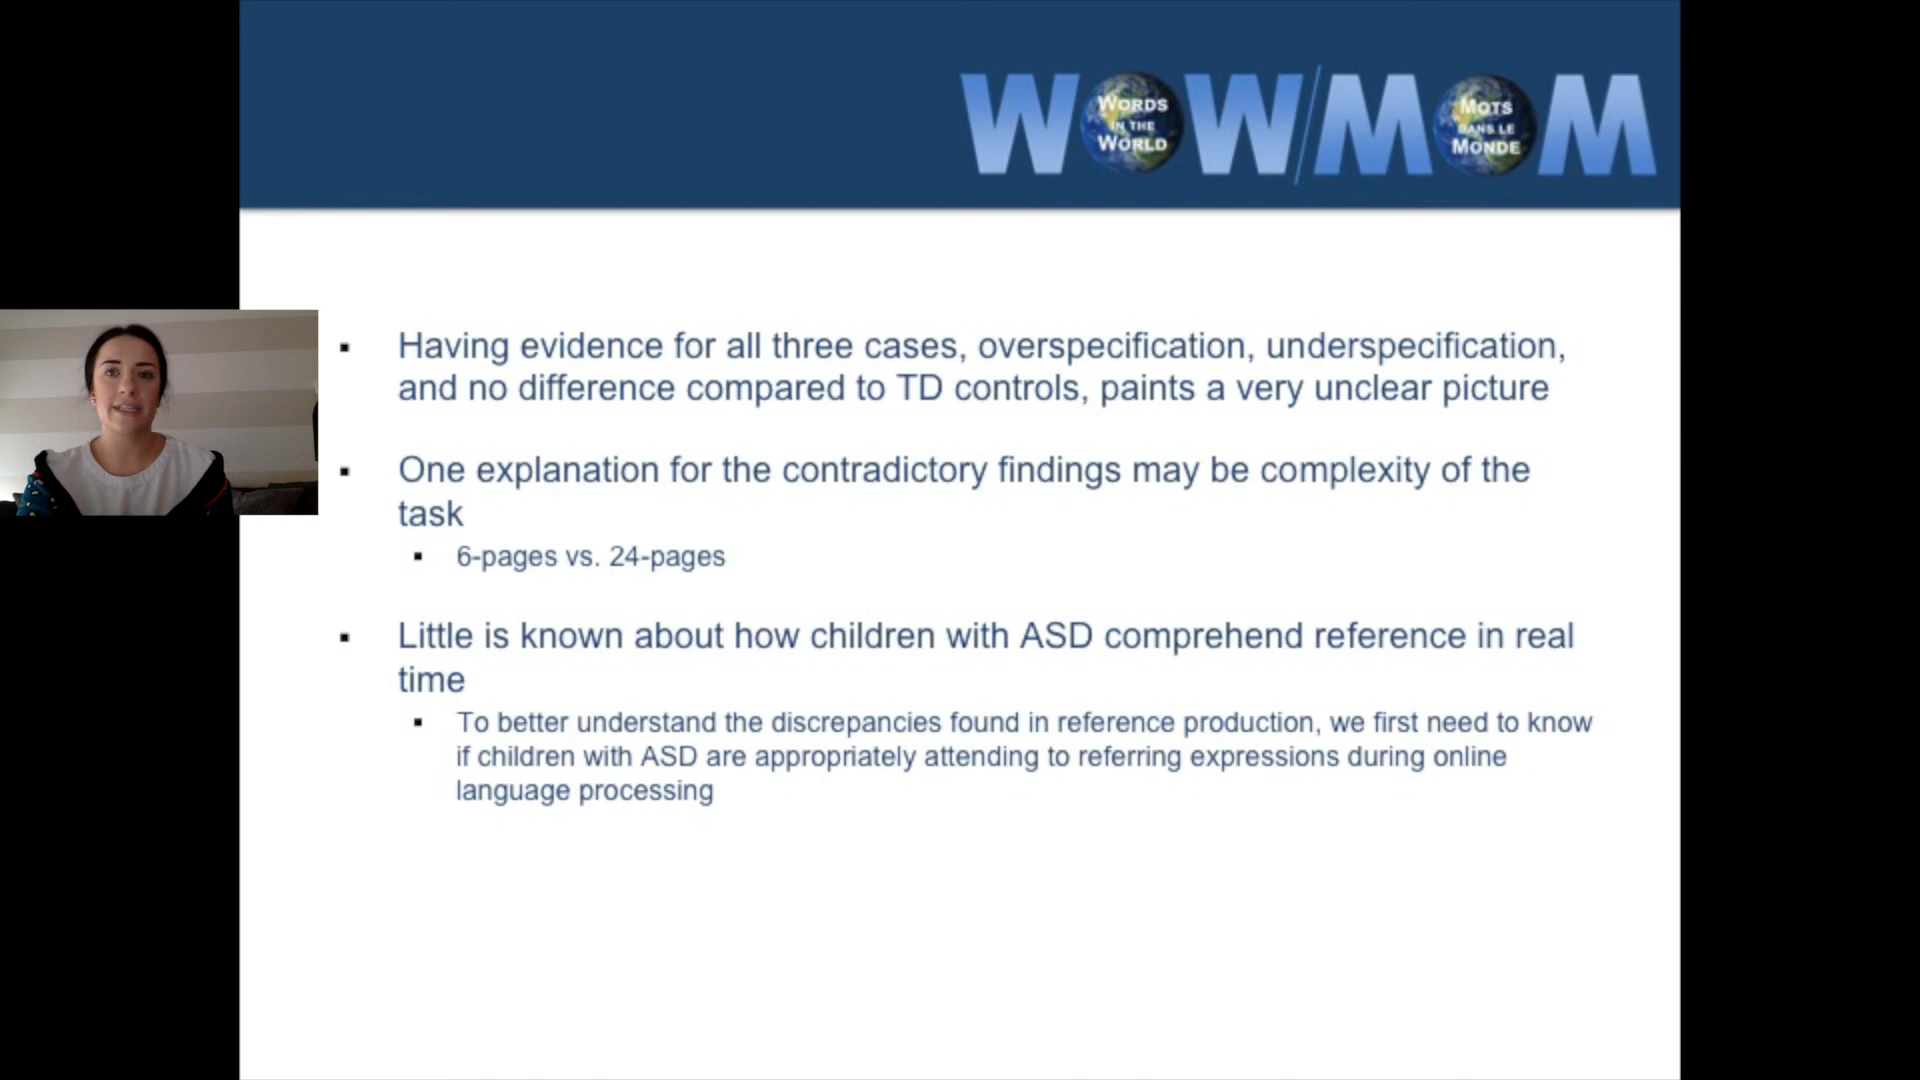 WOW/MOM
WORDS
IN THE
WORLD
MOTS
DANS LE
MONDE
▪ Having evidence for all three cases, overspecification, underspecification,
and no difference compared to TD controls, paints a very unclear picture
▪ One explanation for the contradictory findings may be complexity of the
task
▪ 6-pages vs. 24-pages
▪ Little is known about how children with ASD comprehend reference in real
time
▪ To better understand the discrepancies found in reference production, we first need to know
if children with ASD are appropriately attending to referring expressions during online
language processing